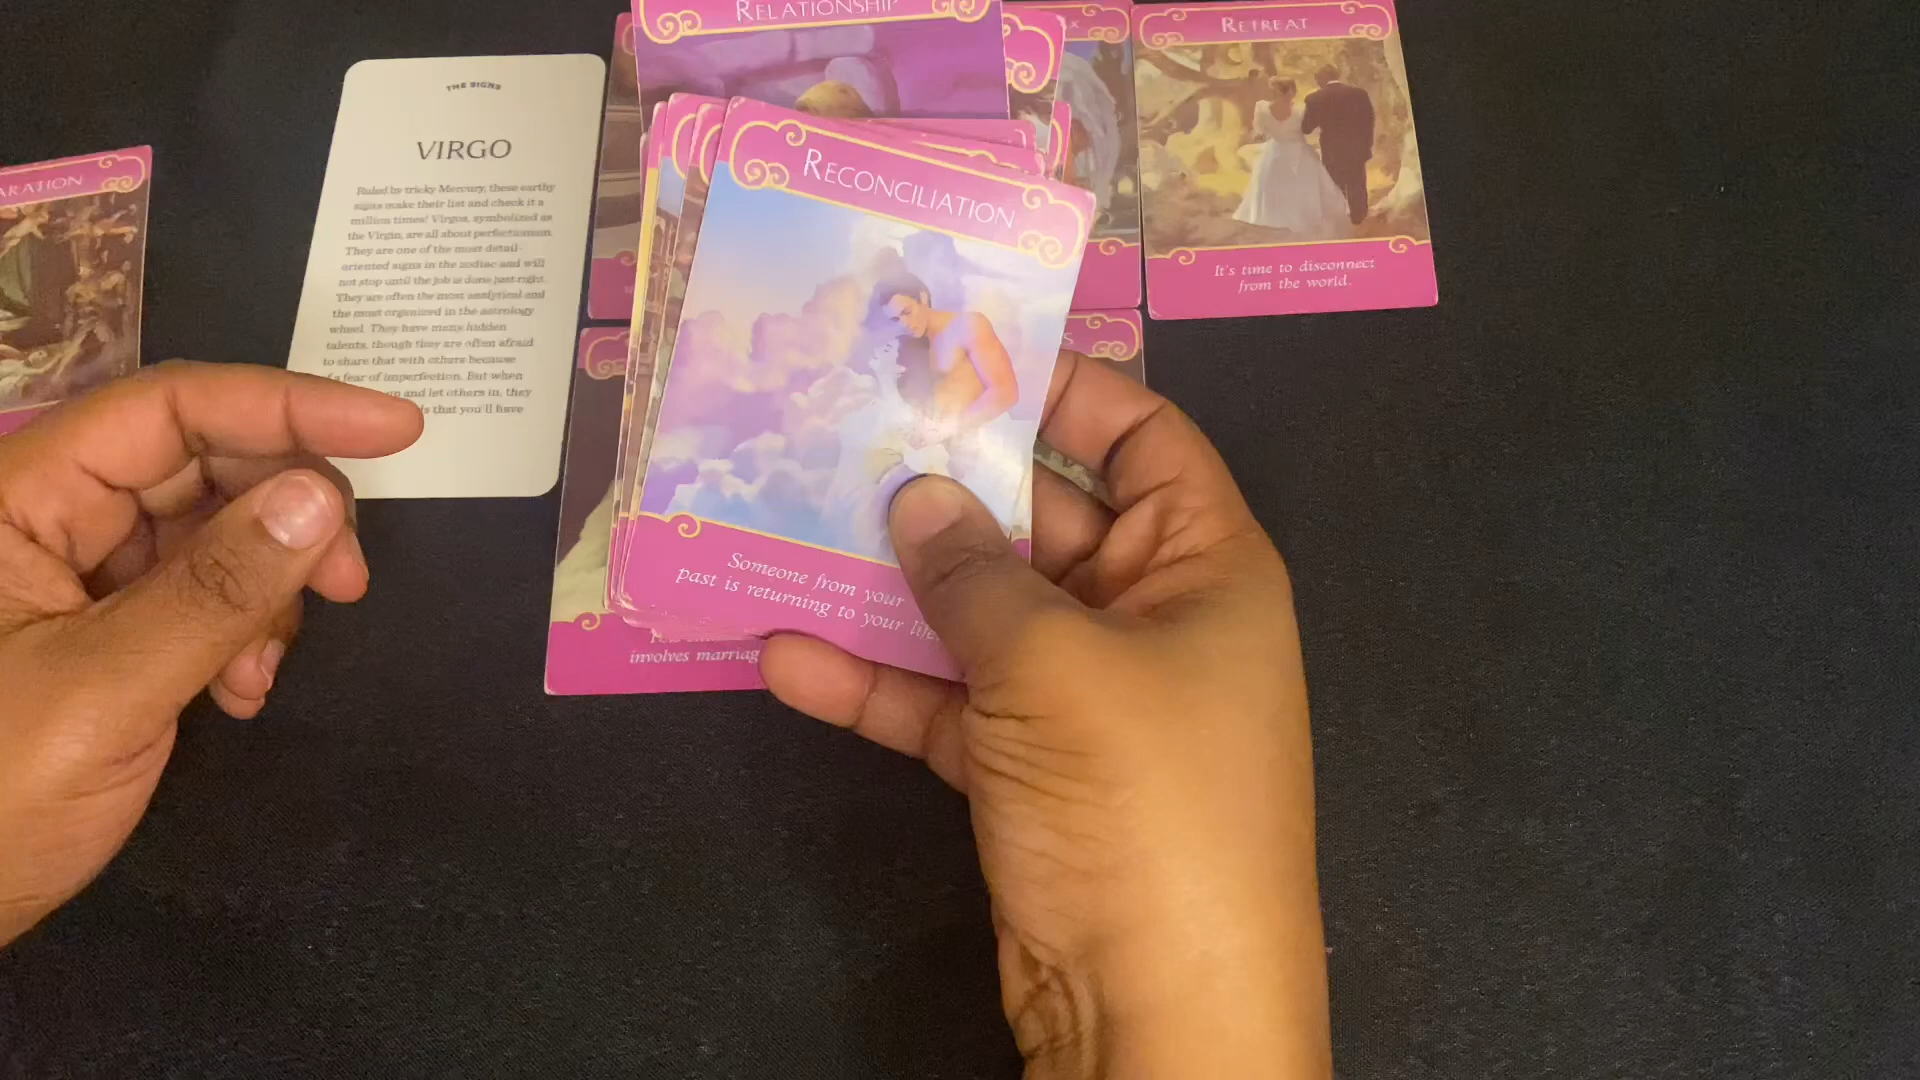 RELATIONSHIP
RETREAT
It's time to disconnect
from the world.
ARATION
THE SIGNS
VIRGO
Ruled by tricky Mercury, these earthy
signs make their list and check it a
million times! Virgos, symbolized as
the Virgin, are all about perfectionism.
They are one of the most detail-
oriented signs in the zodiac and will
not stop until the job is done just right.
They are often the most analytical and
the most organized in the astrology
wheel. They have many hidden
talents, though they are often afraid
to share that with others because
a fear of imperfection. But when
up and let others in, they
s that you'll have
RECONCILIATION
Someone from your
past is returning to your life.
involves marriag